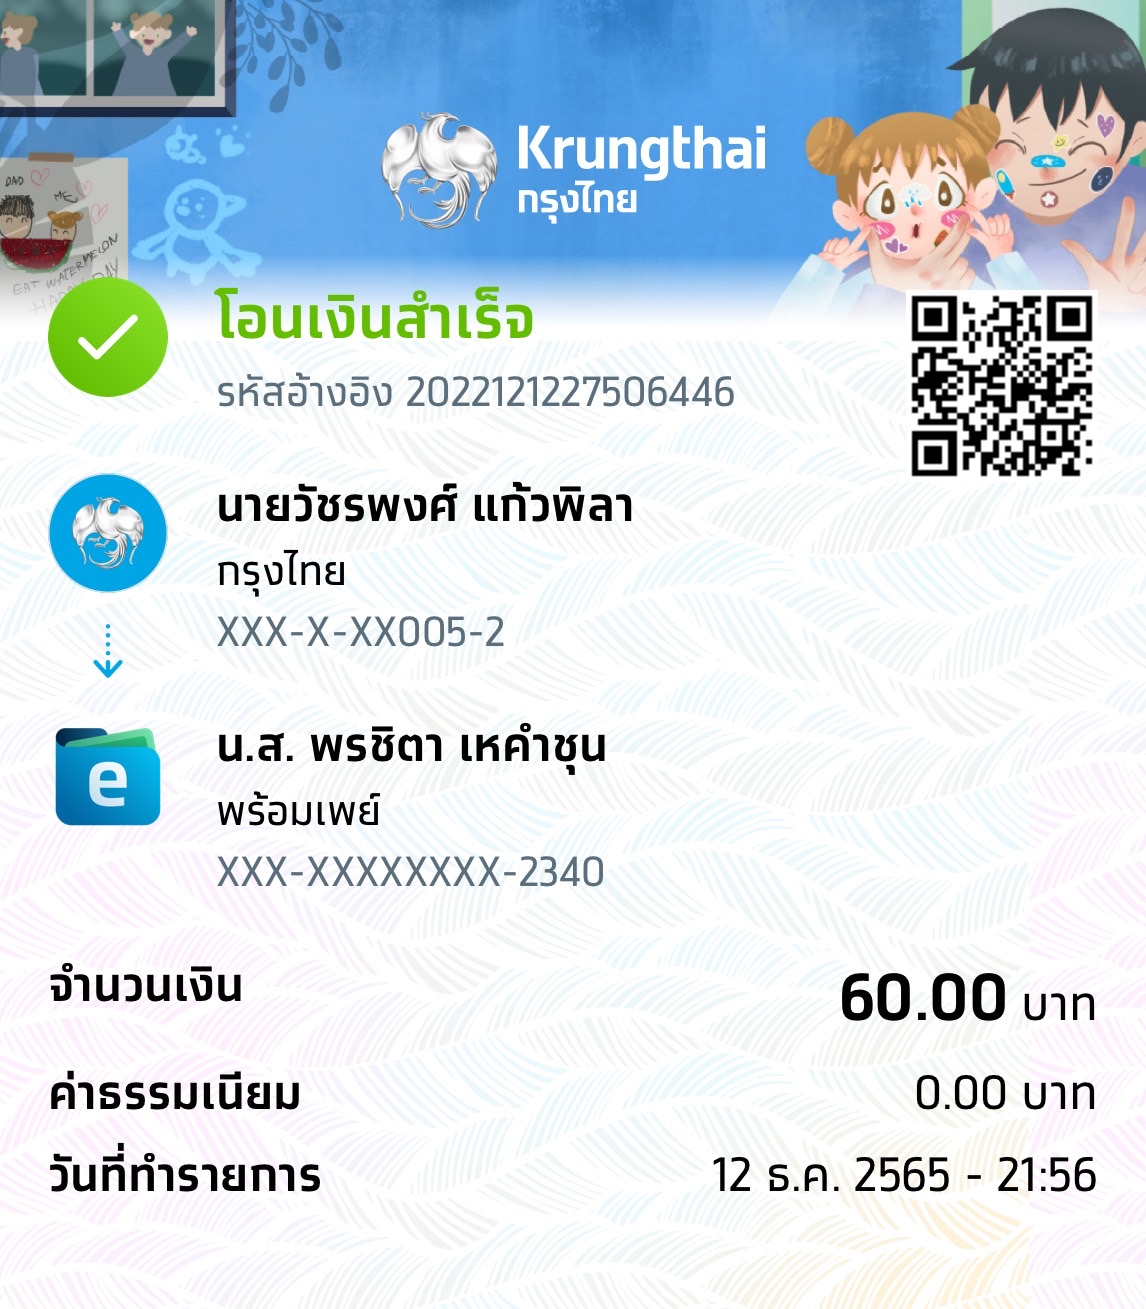 Krungthai
กรุงไทย
DAD
ME
EAT WATERMELON
โอนเงินสำเร็จ
รหัสอ้างอิง 2022121227506446
นายวัชรพงศ์ แก้วพิลา
กรุงไทย
XXX-X-XX005-2
e
น.ส. พรชิตา เหคำชุน
พร้อมเพย์
XXX-XXXXXXXX-2340
จำนวนเงิน 60.00 บาท
ค่าธรรมเนียม 0.00 บาท
วันที่ทำรายการ 12 ธ.ค. 2565 - 21:56